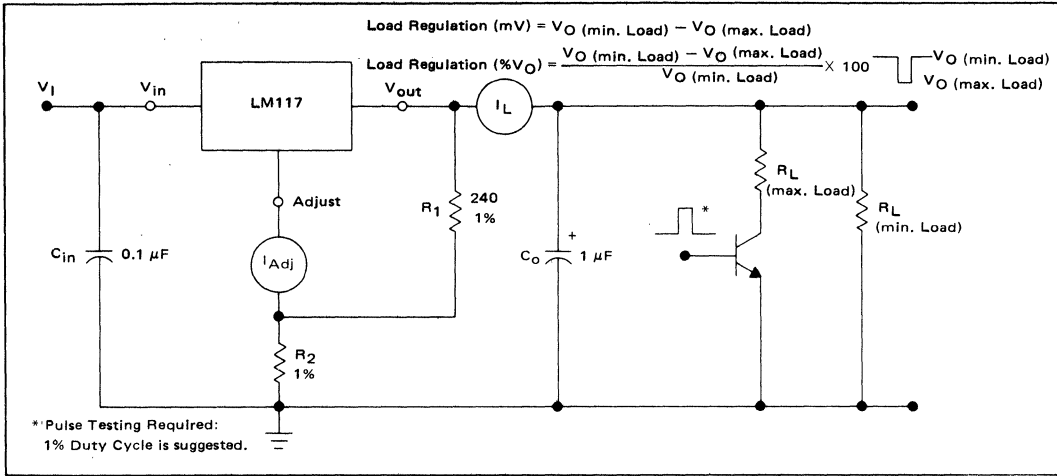 Load Regulation (mV) = VO (min. Load) – VO (max. Load)
Load Regulation (%VO) = VO (min. Load) – VO (max. Load) / VO (min. Load) X 100
VO (min. Load)
VO (max. Load)
VI
Vin
LM117
Vout
IL
Adjust
R1
240
1%
RL
(max. Load)
RL
(min. Load)
*
Cin
0.1 µF
IAdj
+
Co
1 µF
R2
1%
* Pulse Testing Required:
1% Duty Cycle is suggested.